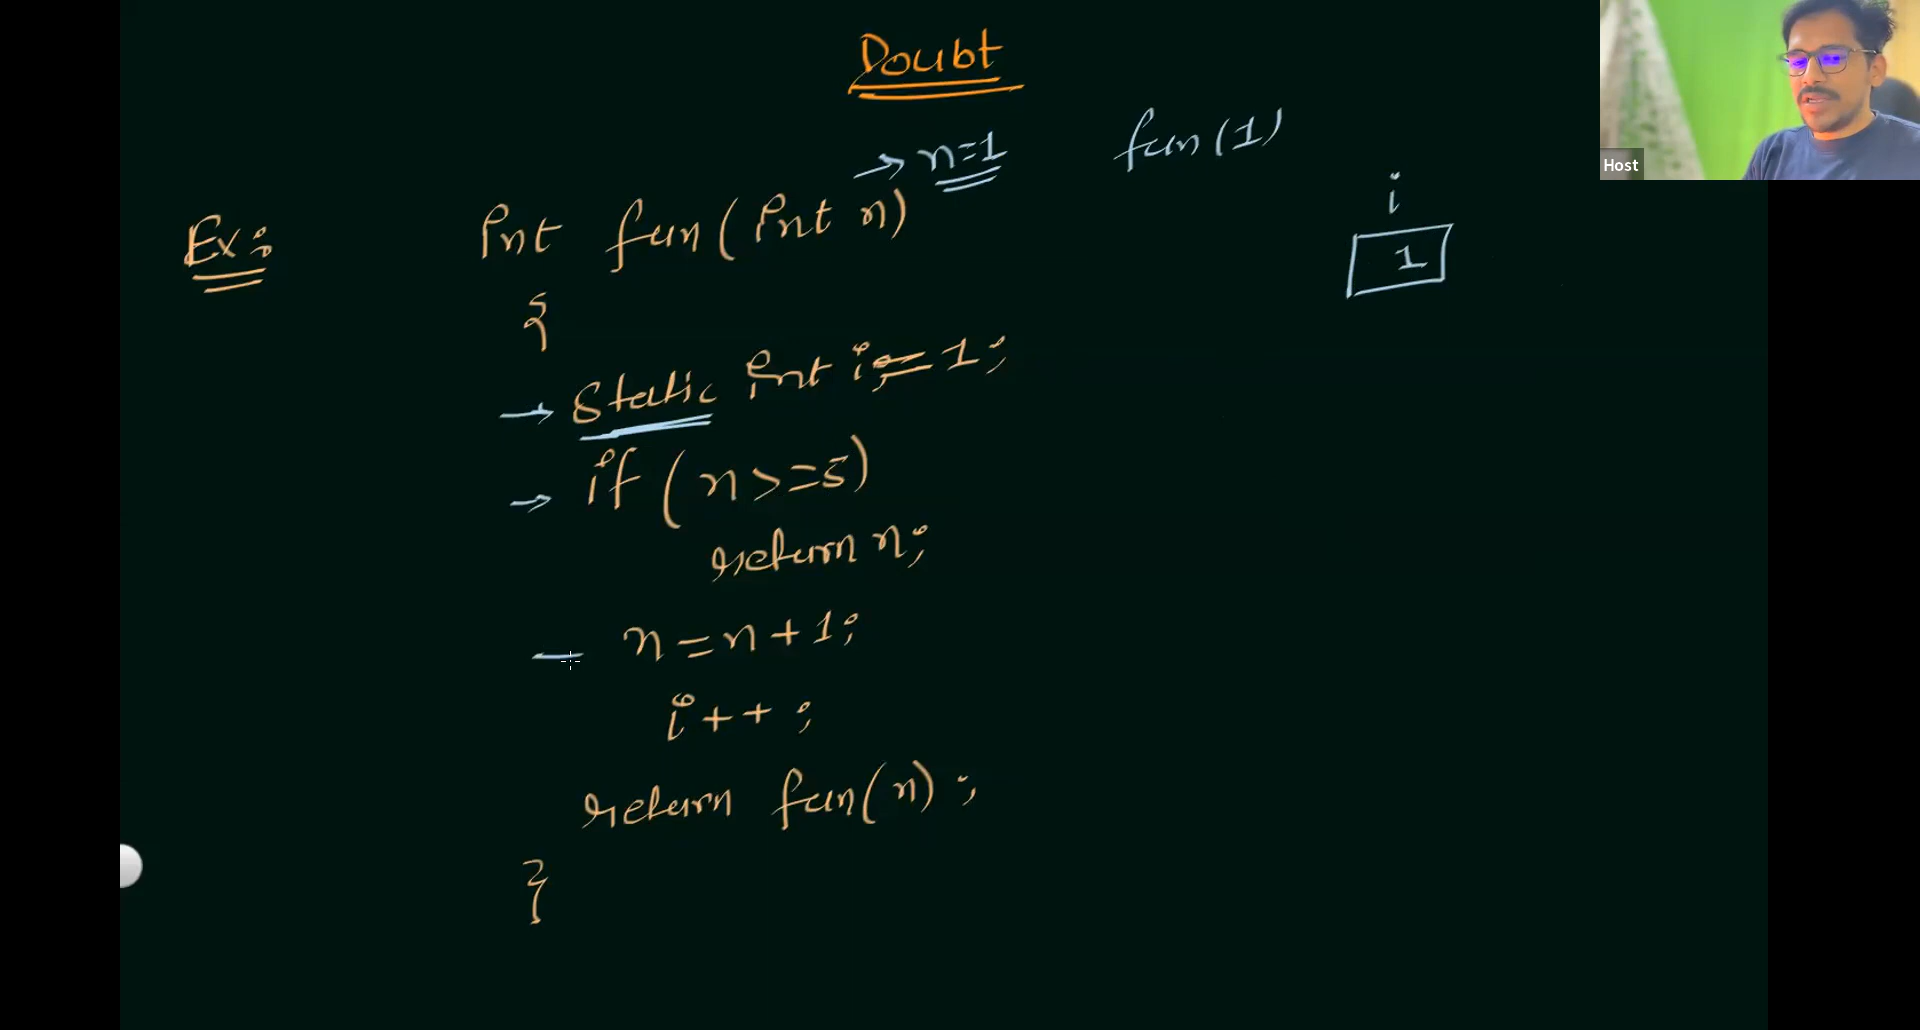 Doubt
→ n=1
fun(1)
Host
i
1
Ex:
int fun(int n)
{
→ static int i = 1;
→ if (n>=5)
return n;
n = n + 1;
i++;
return fun(n);
}